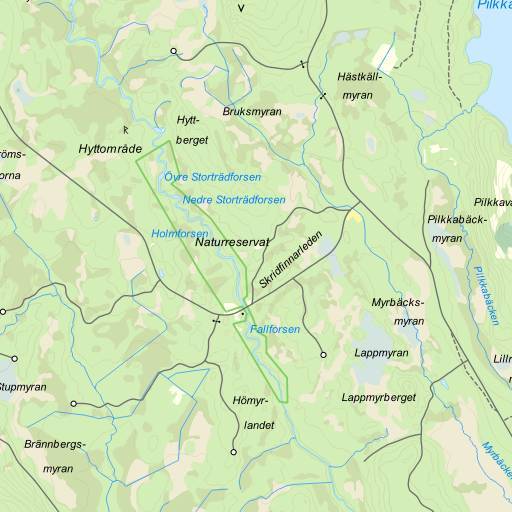 Pilkka
Hästkäll-
myran
Bruksmyran
Hytt-
berget
Hyttområde
Övre Storträdforsen
Nedre Storträdforsen
Holmforsen
Naturreservat
Skridfinnarleden
Pilkkabäck-
myran
Pilkkabäcken
Myrbäcks-
myran
Fallforsen
Lappmyran
Lappmyrberget
Stupmyran
Hömyr-
landet
Brännbergs-
myran
Myrbäcken